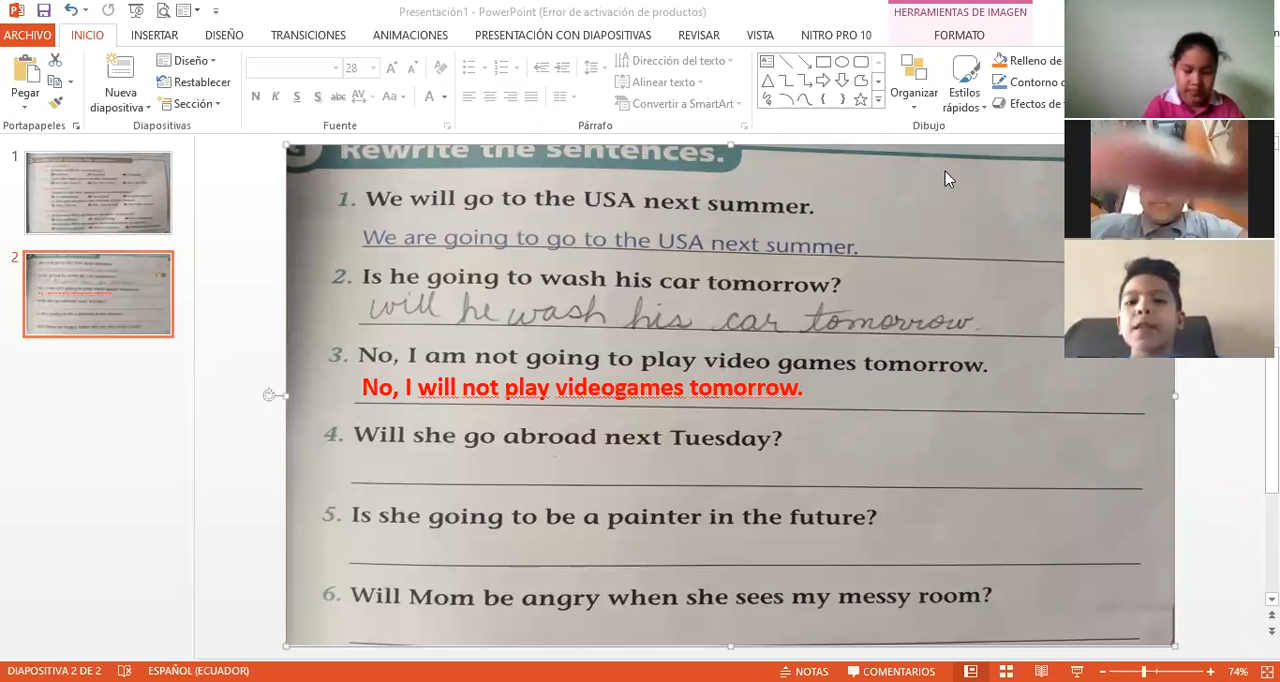 Presentación1 - PowerPoint (Error de activación de productos)
HERRAMIENTAS DE IMAGEN
ARCHIVO INICIO INSERTAR DISEÑO TRANSICIONES ANIMACIONES PRESENTACIÓN CON DIAPOSITIVAS REVISAR VISTA NITRO PRO 10 FORMATO
Pegar
Nueva diapositiva
Diseño
Restablecer
Sección
28
N K S S abc AV Aa A
Dirección del texto
Alinear texto
Convertir a SmartArt
Organizar
Estilos rápidos
Relleno de
Contorno
Efectos de
Portapapeles Diapositivas Fuente Párrafo Dibujo
1
2
Rewrite the sentences.
1. We will go to the USA next summer.
We are going to go to the USA next summer.
2. Is he going to wash his car tomorrow?
will he wash his car tomorrow.
3. No, I am not going to play video games tomorrow.
No, I will not play videogames tomorrow.
4. Will she go abroad next Tuesday?
5. Is she going to be a painter in the future?
6. Will Mom be angry when she sees my messy room?
DIAPOSITIVA 2 DE 2 ESPAÑOL (ECUADOR) NOTAS COMENTARIOS 74%